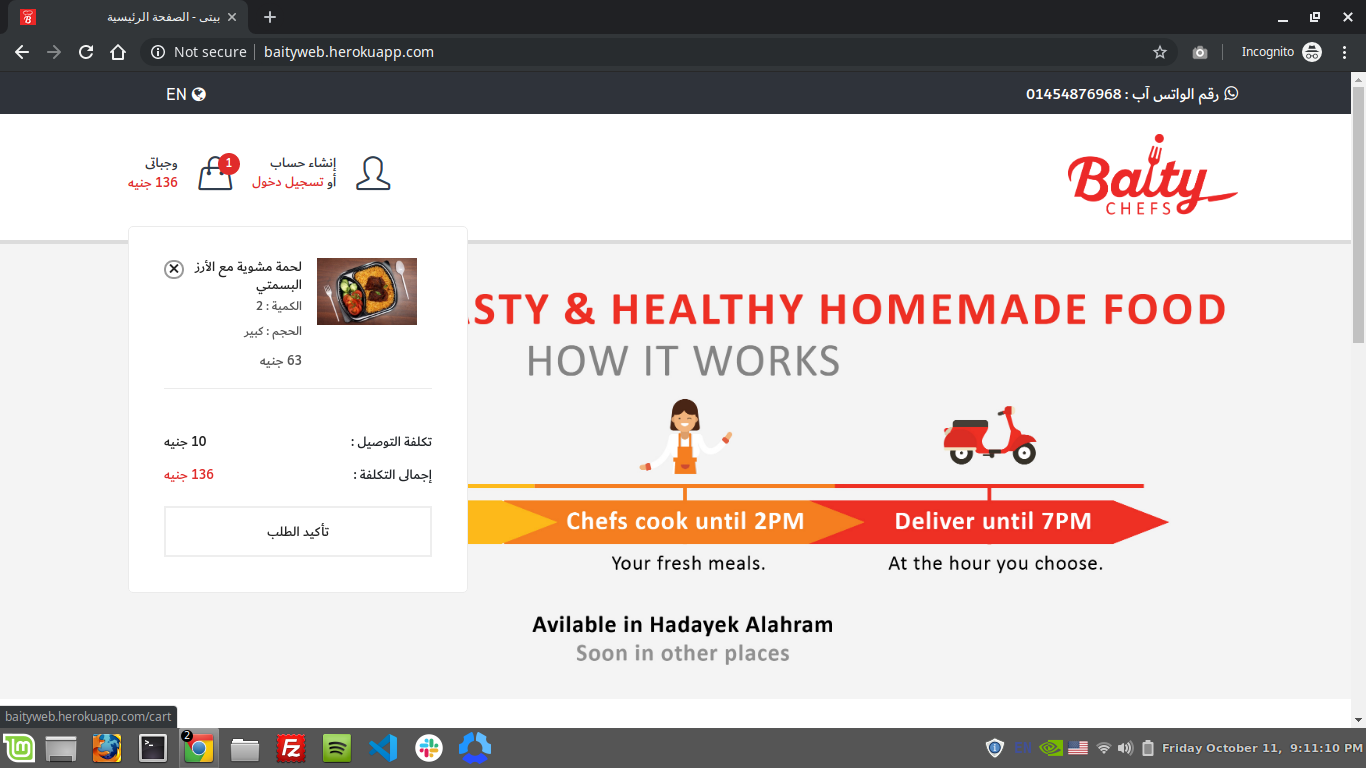 بيتى - الصفحة الرئيسية
Not secure
baityweb.herokuapp.com
Incognito
EN
رقم الواتس آب : 01454876968
وجباتى
136 جنيه
1
إنشاء حساب
أو تسجيل دخول
Baity
CHEFS
لحمة مشوية مع الأرز
البسمتي
الكمية : 2
الحجم : كبير
63 جنيه
تكلفة التوصيل :
10 جنيه
إجمالى التكلفة :
136 جنيه
تأكيد الطلب
ASTY & HEALTHY HOMEMADE FOOD
HOW IT WORKS
Chefs cook until 2PM
Deliver until 7PM
Your fresh meals.
At the hour you choose.
Avilable in Hadayek Alahram
Soon in other places
baityweb.herokuapp.com/cart
2
EN
Friday October 11, 9:11:10 PM